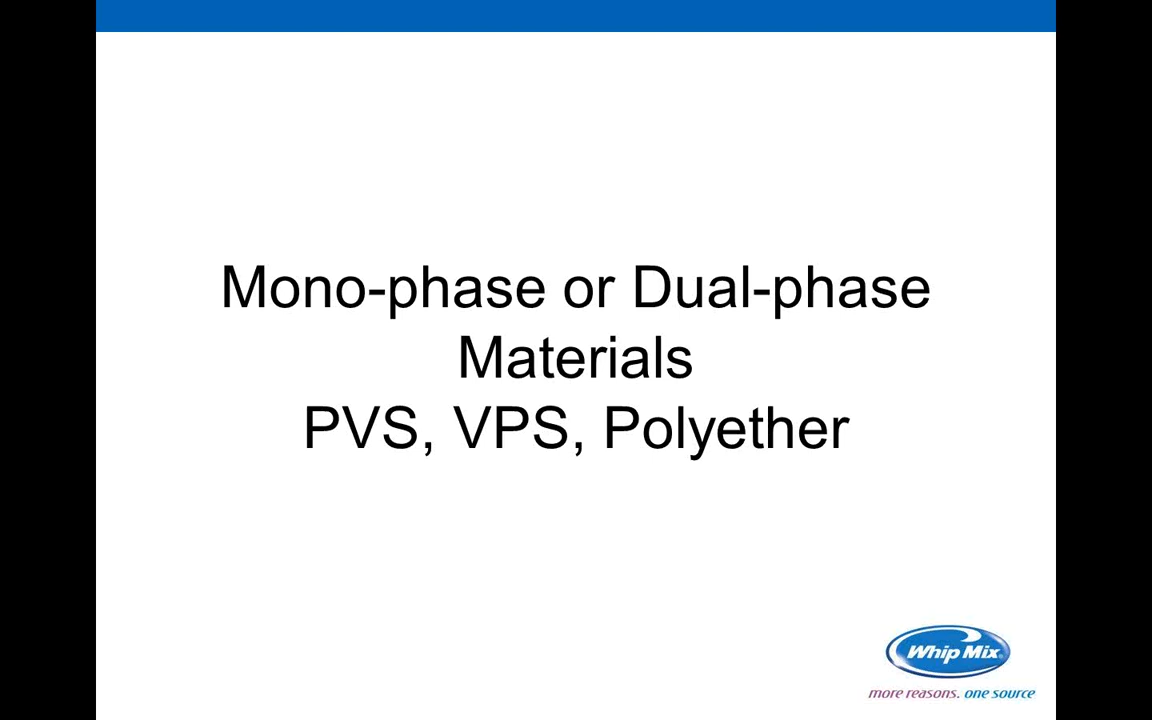 Mono-phase or Dual-phase
Materials
PVS, VPS, Polyether
Whip Mix®
more reasons. one source